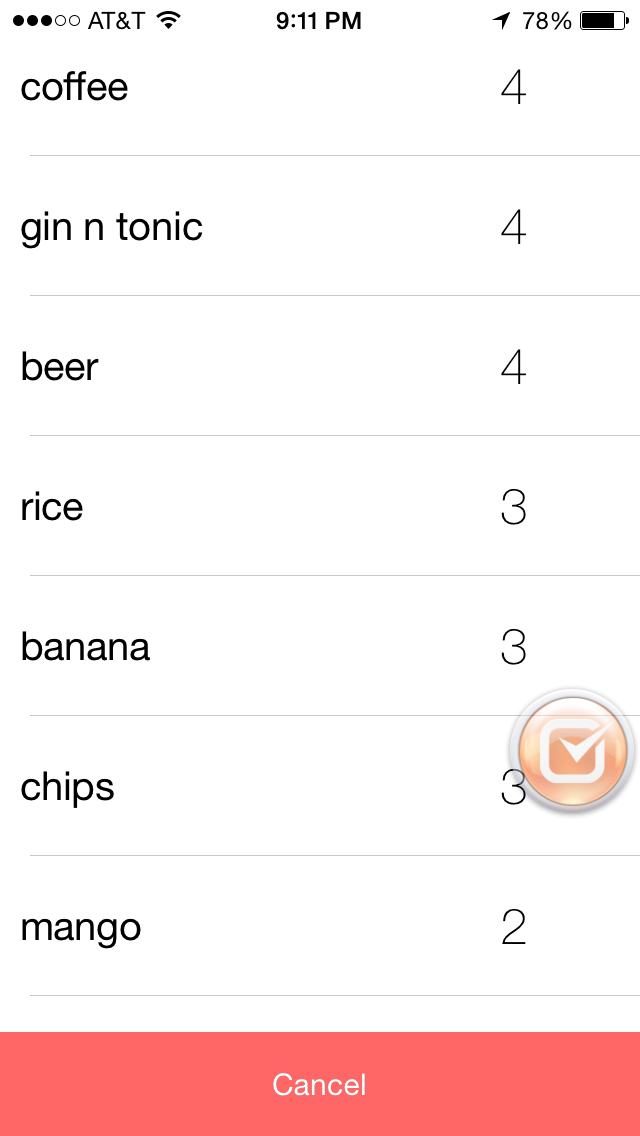 AT&T 9:11 PM 78%
coffee 4
gin n tonic 4
beer 4
rice 3
banana 3
chips 3
mango 2
Cancel